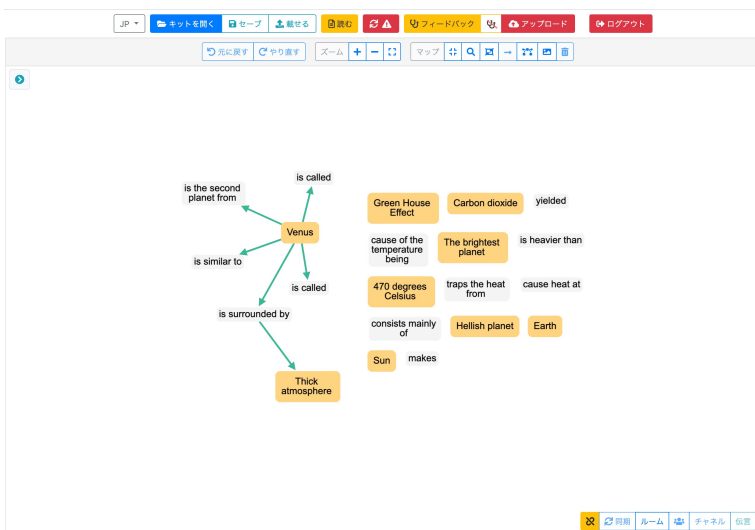 JP キットを開く セーブ 載せる 読む フィードバック アップロード ログアウト
元に戻す やり直す ズーム マップ
is called
is the second
planet from
Venus
is similar to
is called
is surrounded by
Thick
atmosphere
Green House
Effect
Carbon dioxide
yielded
cause of the
temperature
being
The brightest
planet
is heavier than
470 degrees
Celsius
traps the heat
from
cause heat at
consists mainly
of
Hellish planet
Earth
Sun
makes
同期 ルーム チャネル 伝言